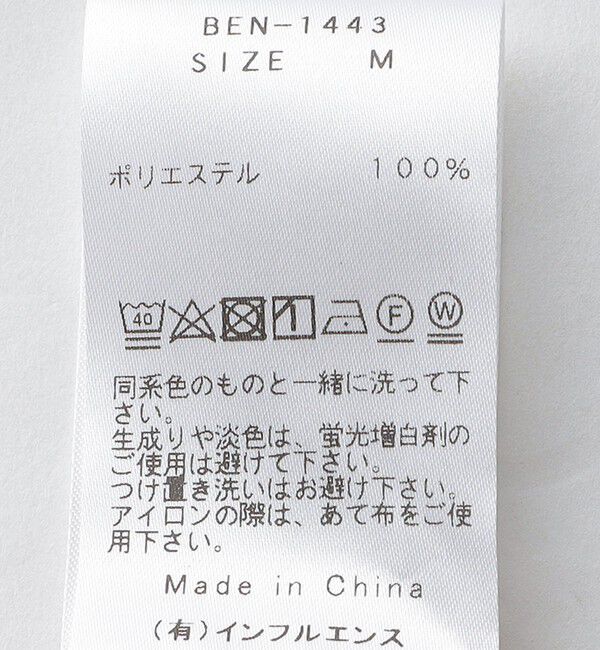 BEN-1443
SIZE M
ポリエステル 100%
40 F W
同系色のものと一緒に洗って下
さい。
生成りや淡色は、蛍光増白剤の
ご使用は避けて下さい。
つけ置き洗いはお避け下さい。
アイロンの際は、あて布をご使
用下さい。
Made in China
(有)インフルエンス